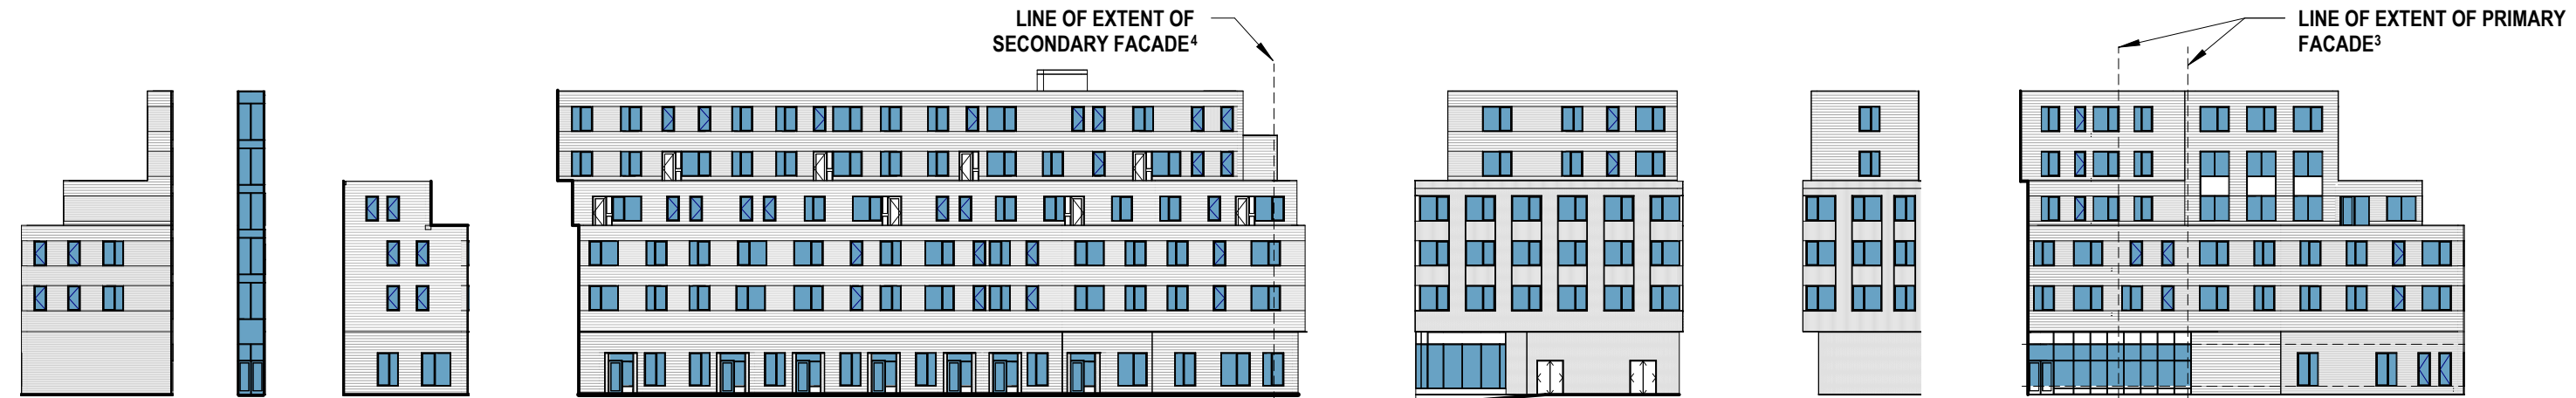 LINE OF EXTENT OF
SECONDARY FACADE⁴
LINE OF EXTENT OF PRIMARY
FACADE³